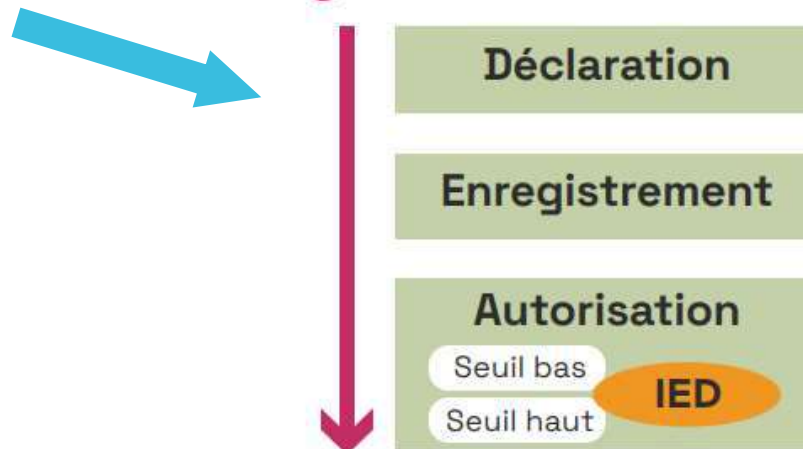 Déclaration
Enregistrement
Autorisation
Seuil bas
IED
Seuil haut